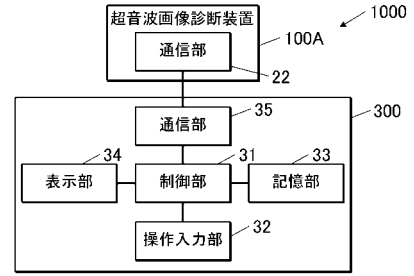 1000
超音波画像診断装置
100A
通信部
22
300
通信部
35
34
31
33
表示部
制御部
記憶部
操作入力部
32